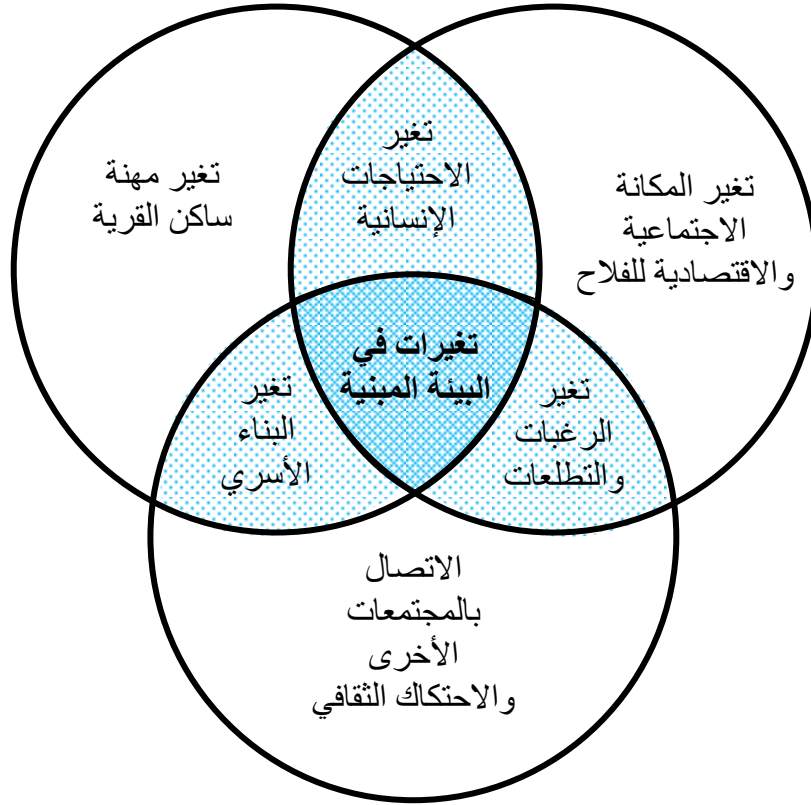 تغير
الاحتياجات
الإنسانية
تغير المكانة
الاجتماعية
والاقتصادية للفلاح
تغير مهنة
ساكن القرية
تغيرات في
البيئة المبنية
تغير
الرغبات
والتطلعات
تغير
البناء
الأسري
الاتصال
بالمجتمعات
الأخرى
والاحتكاك الثقافي